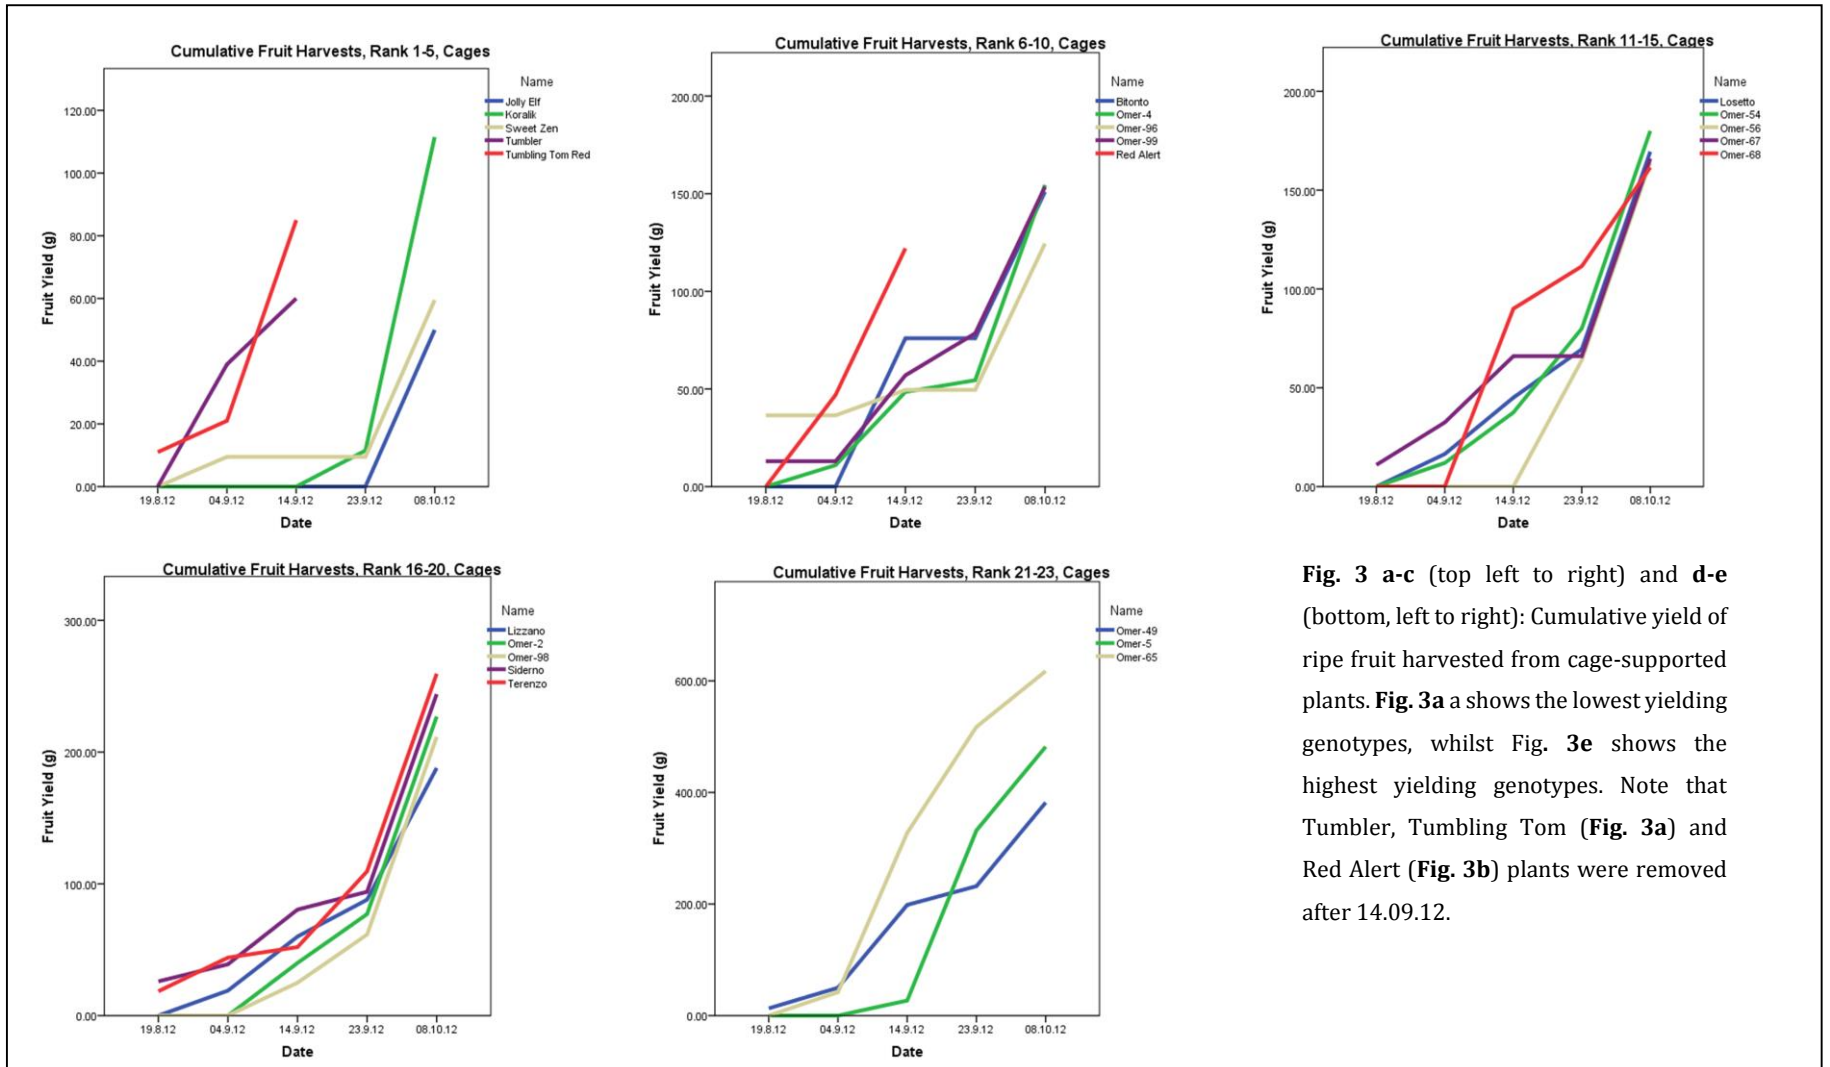 Cumulative Fruit Harvests, Rank 1-5, Cages
Name
Jolly Elf
Koralik
Sweet Zen
Tumbler
Tumbling Tom Red
120.00
100.00
80.00
60.00
40.00
20.00
0.00
Fruit Yield (g)
19.8.12 04.9.12 14.9.12 23.9.12 08.10.12
Date
Cumulative Fruit Harvests, Rank 6-10, Cages
Name
Bitonto
Omer-4
Omer-96
Omer-99
Red Alert
200.00
150.00
100.00
50.00
0.00
Fruit Yield (g)
19.8.12 04.9.12 14.9.12 23.9.12 08.10.12
Date
Cumulative Fruit Harvests, Rank 11-15, Cages
Name
Losetto
Omer-54
Omer-56
Omer-67
Omer-68
200.00
150.00
100.00
50.00
0.00
Fruit Yield (g)
19.8.12 04.9.12 14.9.12 23.9.12 08.10.12
Date
Cumulative Fruit Harvests, Rank 16-20, Cages
Name
Lizzano
Omer-2
Omer-98
Siderno
Terenzo
300.00
200.00
100.00
0.00
Fruit Yield (g)
19.8.12 04.9.12 14.9.12 23.9.12 08.10.12
Date
Cumulative Fruit Harvests, Rank 21-23, Cages
Name
Omer-49
Omer-5
Omer-65
600.00
400.00
200.00
0.00
Fruit Yield (g)
19.8.12 04.9.12 14.9.12 23.9.12 08.10.12
Date
Fig. 3 a-c (top left to right) and d-e
(bottom, left to right): Cumulative yield of
ripe fruit harvested from cage-supported
plants. Fig. 3a a shows the lowest yielding
genotypes, whilst Fig. 3e shows the
highest yielding genotypes. Note that
Tumbler, Tumbling Tom (Fig. 3a) and
Red Alert (Fig. 3b) plants were removed
after 14.09.12.